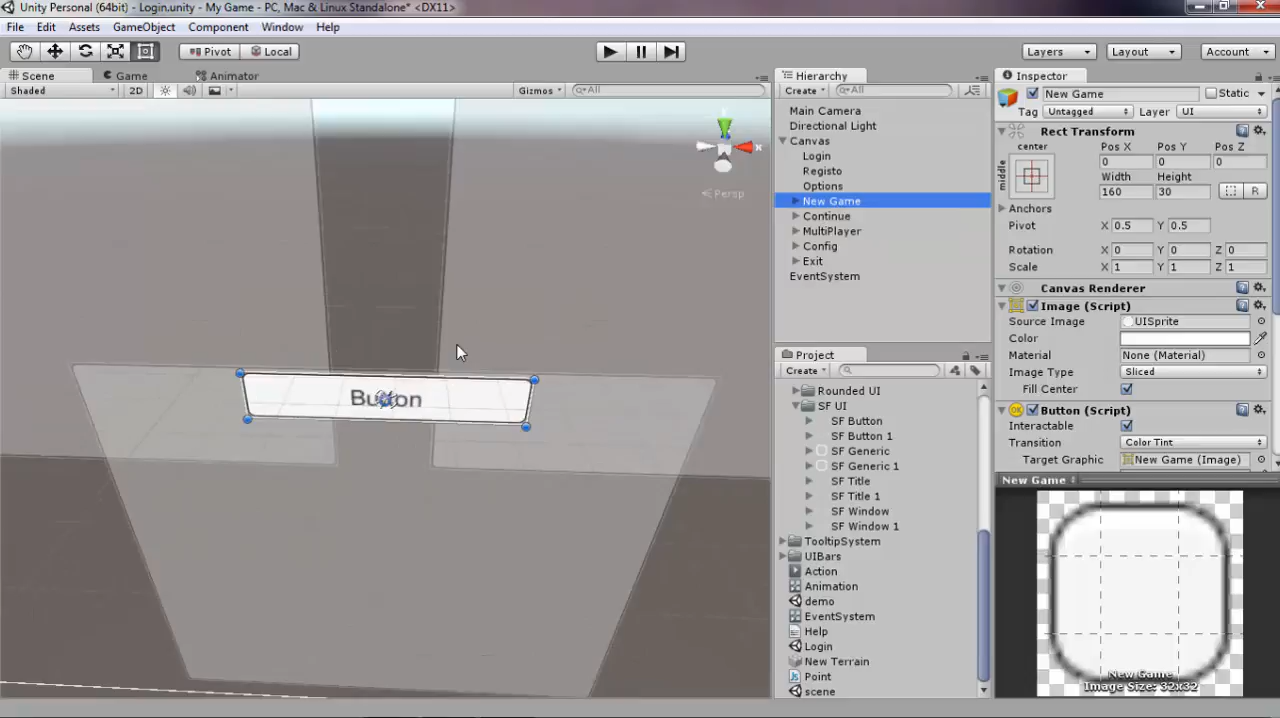 Unity Personal (64bit) - Login.unity - My Game - PC, Mac & Linux Standalone* <DX11>
File Edit Assets GameObject Component Window Help
Pivot Local Layers Layout Account
Scene Game Animator
Shaded 2D Gizmos All
Persp
Button
Hierarchy
Create All
Main Camera
Directional Light
Canvas
Login
Registo
Options
New Game
Continue
MultiPlayer
Config
Exit
EventSystem
Project
Create
Rounded UI
SF UI
SF Button
SF Button 1
SF Generic
SF Generic 1
SF Title
SF Title 1
SF Window
SF Window 1
TooltipSystem
UIBars
Action
Animation
demo
EventSystem
Help
Login
New Terrain
Point
scene
Inspector
New Game Static
Tag Untagged Layer UI
Rect Transform
center Pos X Pos Y Pos Z
middle 0 0 0
Width Height
160 30 R
Anchors
Pivot X 0.5 Y 0.5
Rotation X 0 Y 0 Z 0
Scale X 1 Y 1 Z 1
Canvas Renderer
Image (Script)
Source Image UISprite
Color
Material None (Material)
Image Type Sliced
Fill Center
OK Button (Script)
Interactable
Transition Color Tint
Target Graphic New Game (Image)
New Game
New Game
Image Size: 32x32